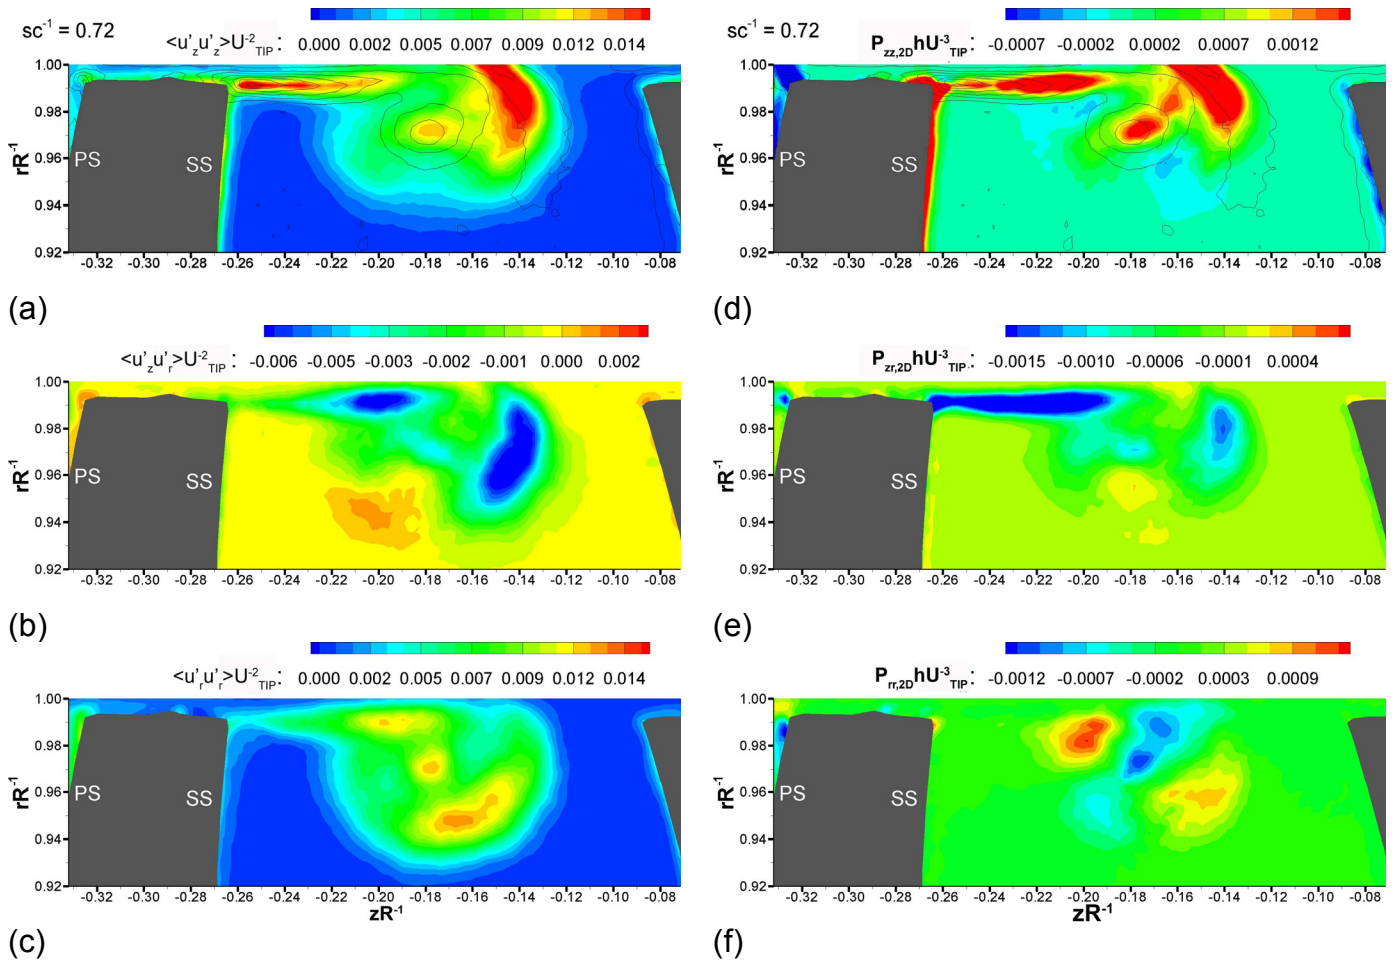 sc⁻¹ = 0.72
<u'zu'z>U⁻²TIP: 0.000 0.002 0.005 0.007 0.009 0.012 0.014
rR⁻¹
1.00
0.98
0.96
0.94
0.92
PS
SS
-0.32 -0.30 -0.28 -0.26 -0.24 -0.22 -0.20 -0.18 -0.16 -0.14 -0.12 -0.10 -0.08
(a)
<u'zu'r>U⁻²TIP: -0.006 -0.005 -0.003 -0.002 -0.001 0.000 0.002
rR⁻¹
1.00
0.98
0.96
0.94
0.92
PS
SS
-0.32 -0.30 -0.28 -0.26 -0.24 -0.22 -0.20 -0.18 -0.16 -0.14 -0.12 -0.10 -0.08
(b)
<u'ru'r>U⁻²TIP: 0.000 0.002 0.005 0.007 0.009 0.012 0.014
rR⁻¹
1.00
0.98
0.96
0.94
0.92
PS
SS
-0.32 -0.30 -0.28 -0.26 -0.24 -0.22 -0.20 -0.18 -0.16 -0.14 -0.12 -0.10 -0.08
zR⁻¹
(c)
sc⁻¹ = 0.72
Pzz,2DhU⁻³TIP: -0.0007 -0.0002 0.0002 0.0007 0.0012
rR⁻¹
1.00
0.98
0.96
0.94
0.92
PS
SS
-0.32 -0.30 -0.28 -0.26 -0.24 -0.22 -0.20 -0.18 -0.16 -0.14 -0.12 -0.10 -0.08
(d)
Pzr,2DhU⁻³TIP: -0.0015 -0.0010 -0.0006 -0.0001 0.0004
rR⁻¹
1.00
0.98
0.96
0.94
0.92
PS
SS
-0.32 -0.30 -0.28 -0.26 -0.24 -0.22 -0.20 -0.18 -0.16 -0.14 -0.12 -0.10 -0.08
(e)
Prr,2DhU⁻³TIP: -0.0012 -0.0007 -0.0002 0.0003 0.0009
rR⁻¹
1.00
0.98
0.96
0.94
0.92
PS
SS
-0.32 -0.30 -0.28 -0.26 -0.24 -0.22 -0.20 -0.18 -0.16 -0.14 -0.12 -0.10 -0.08
zR⁻¹
(f)